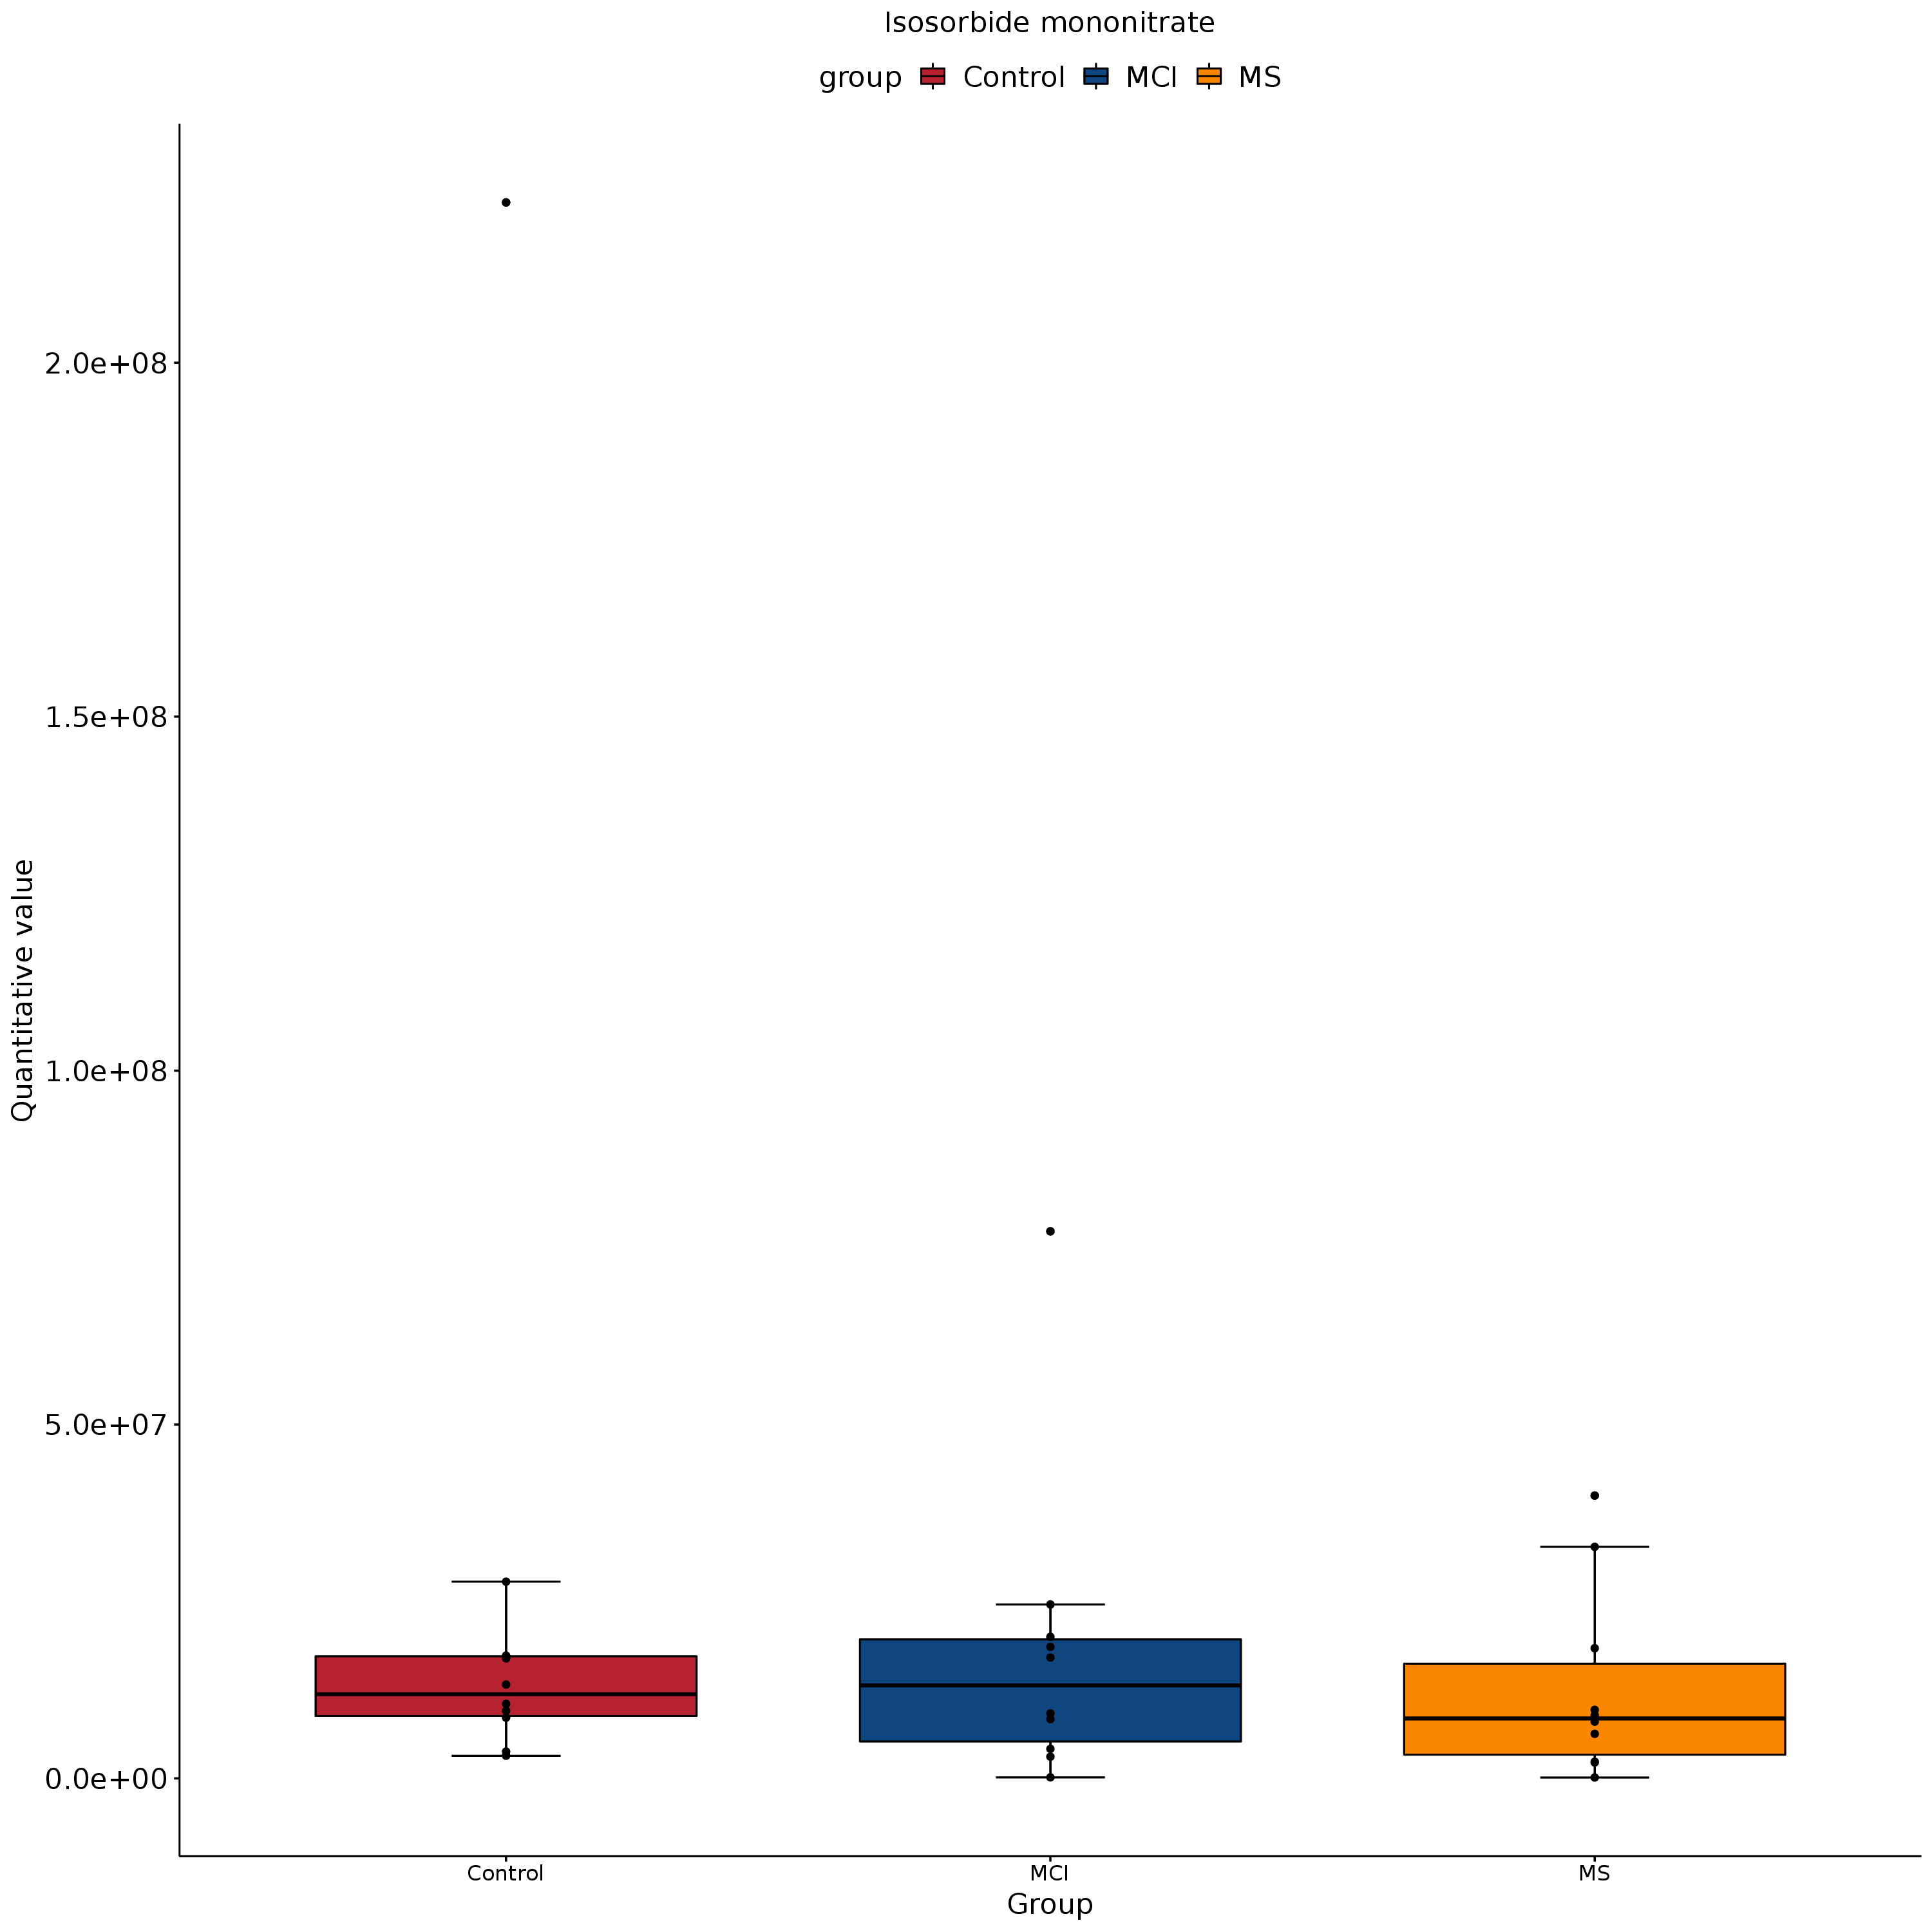 Isosorbide mononitrate
group Control MCI MS
Quantitative value
2.0e+08
1.5e+08
1.0e+08
5.0e+07
0.0e+00
Control MCI MS
Group